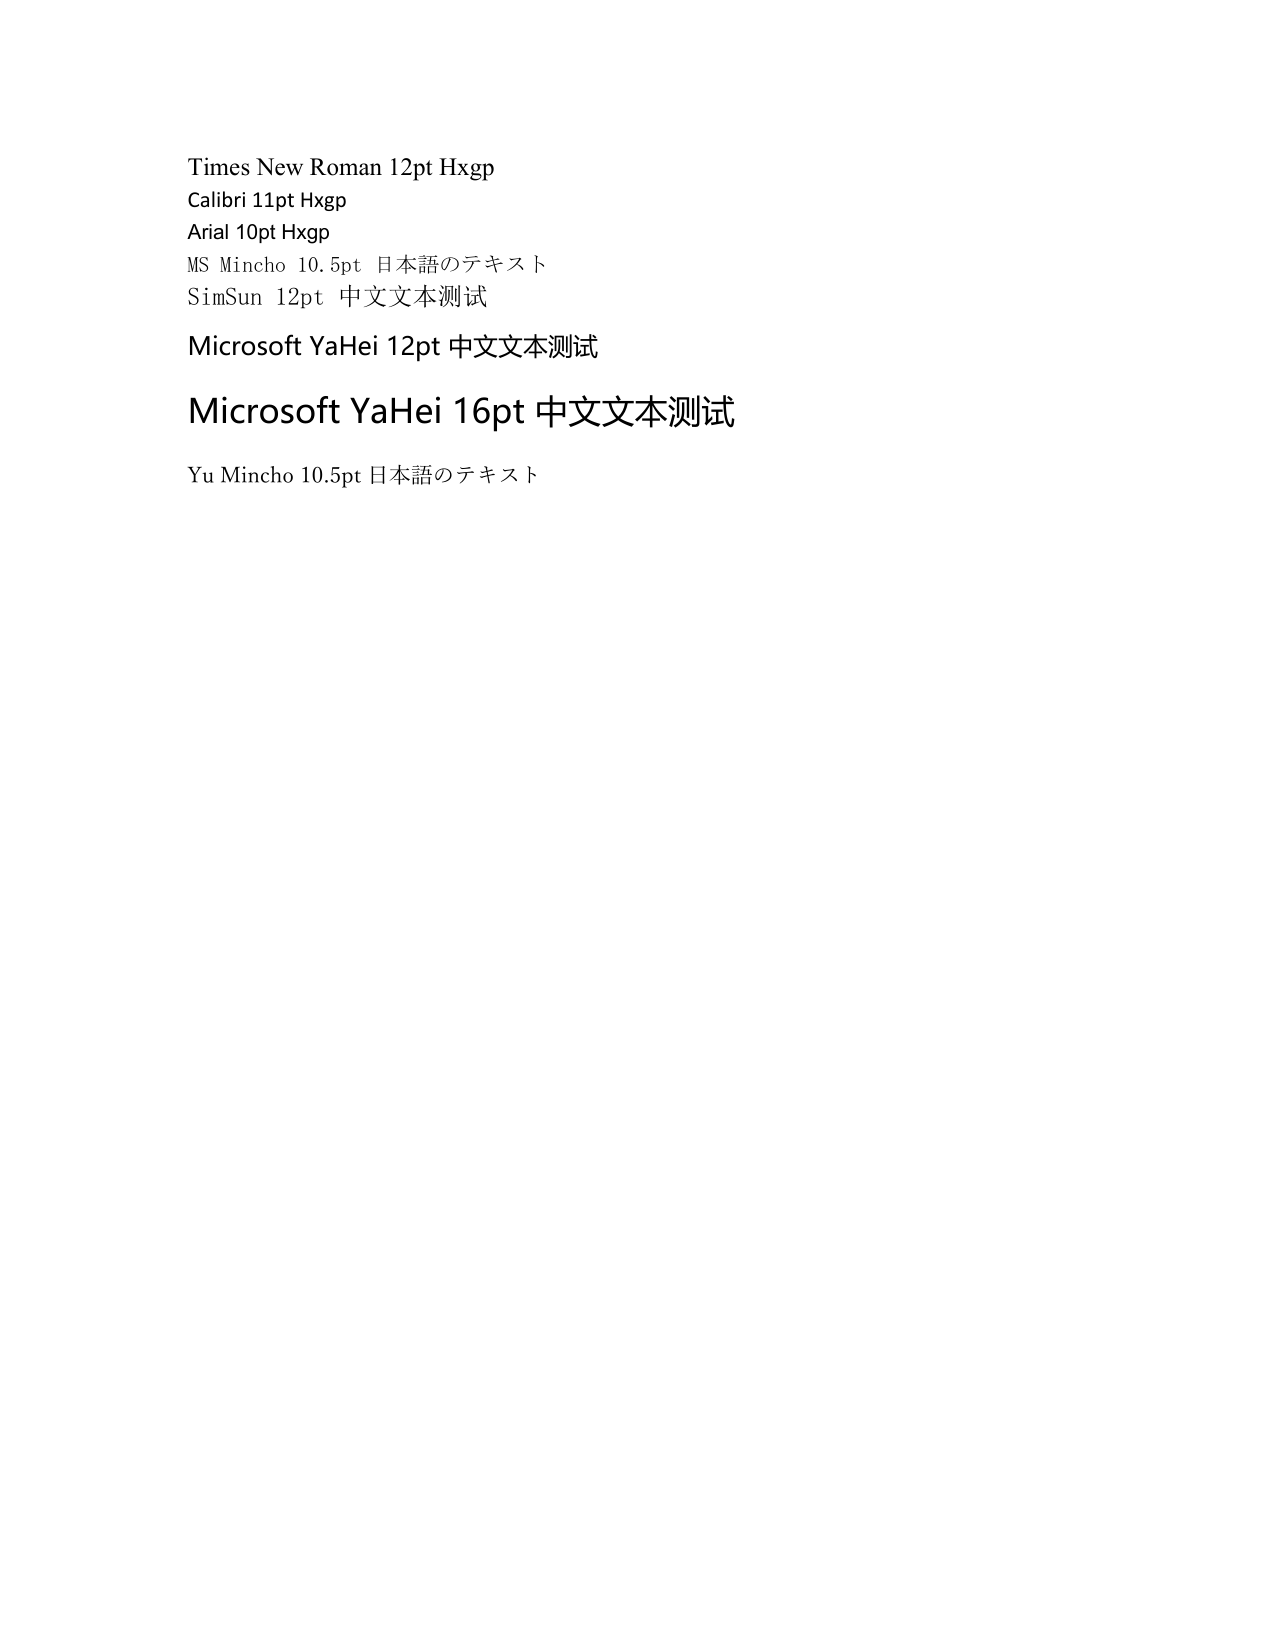 Times New Roman 12pt Hxgp
Calibri 11pt Hxgp
Arial 10pt Hxgp
MS Mincho 10.5pt 日本語のテキスト
SimSun 12pt 中文文本测试
Microsoft YaHei 12pt 中文文本测试
Microsoft YaHei 16pt 中文文本测试
Yu Mincho 10.5pt 日本語のテキスト